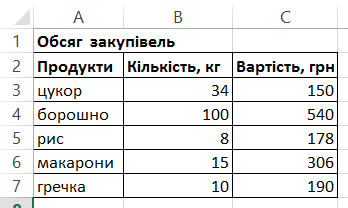 A B C
1 Обсяг закупівель
2 Продукти Кількість, кг Вартість, грн
3 цукор 34 150
4 борошно 100 540
5 рис 8 178
6 макарони 15 306
7 гречка 10 190